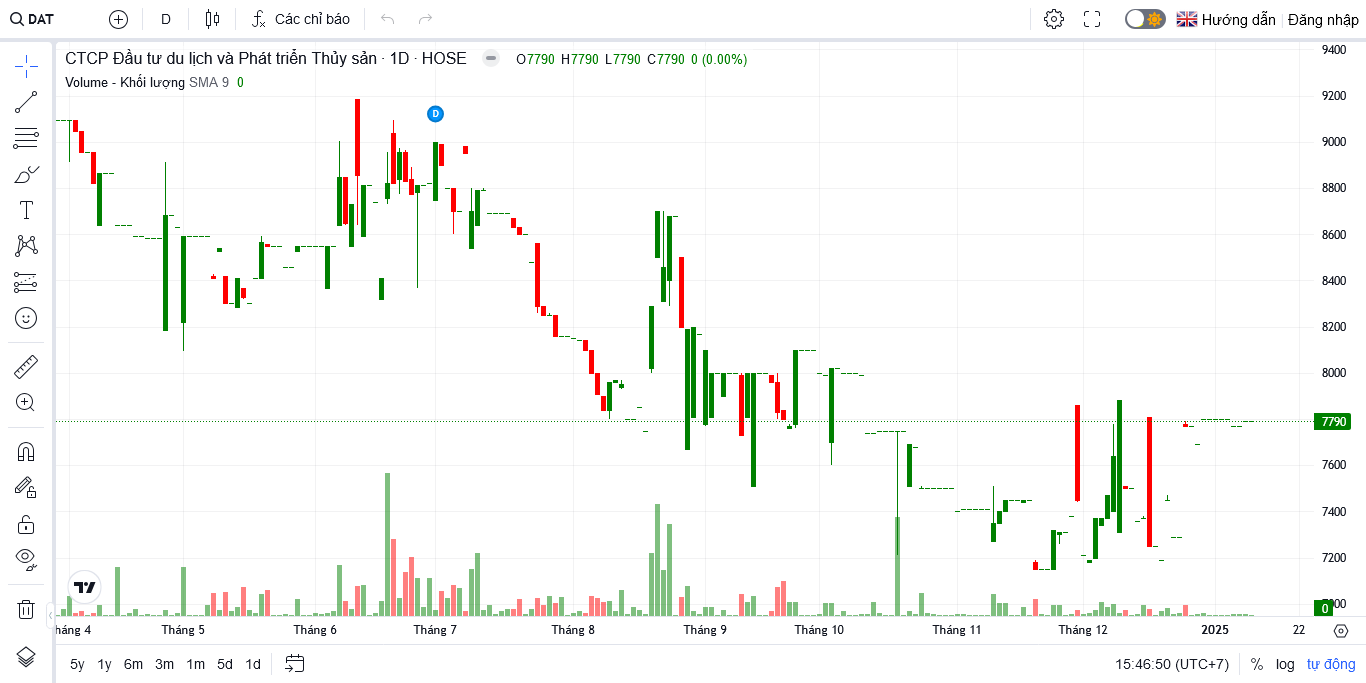 DAT D Các chỉ báo Hướng dẫn Đăng nhập
CTCP Đầu tư du lịch và Phát triển Thủy sản · 1D · HOSE O7790 H7790 L7790 C7790 0 (0.00%)
Volume - Khối lượng SMA 9 0
D
9400
9200
9000
8800
8600
8400
8200
8000
7790
7600
7400
7200
0
háng 4 Tháng 5 Tháng 6 Tháng 7 Tháng 8 Tháng 9 Tháng 10 Tháng 11 Tháng 12 2025 22
5y 1y 6m 3m 1m 5d 1d 15:46:50 (UTC+7) % log tự động